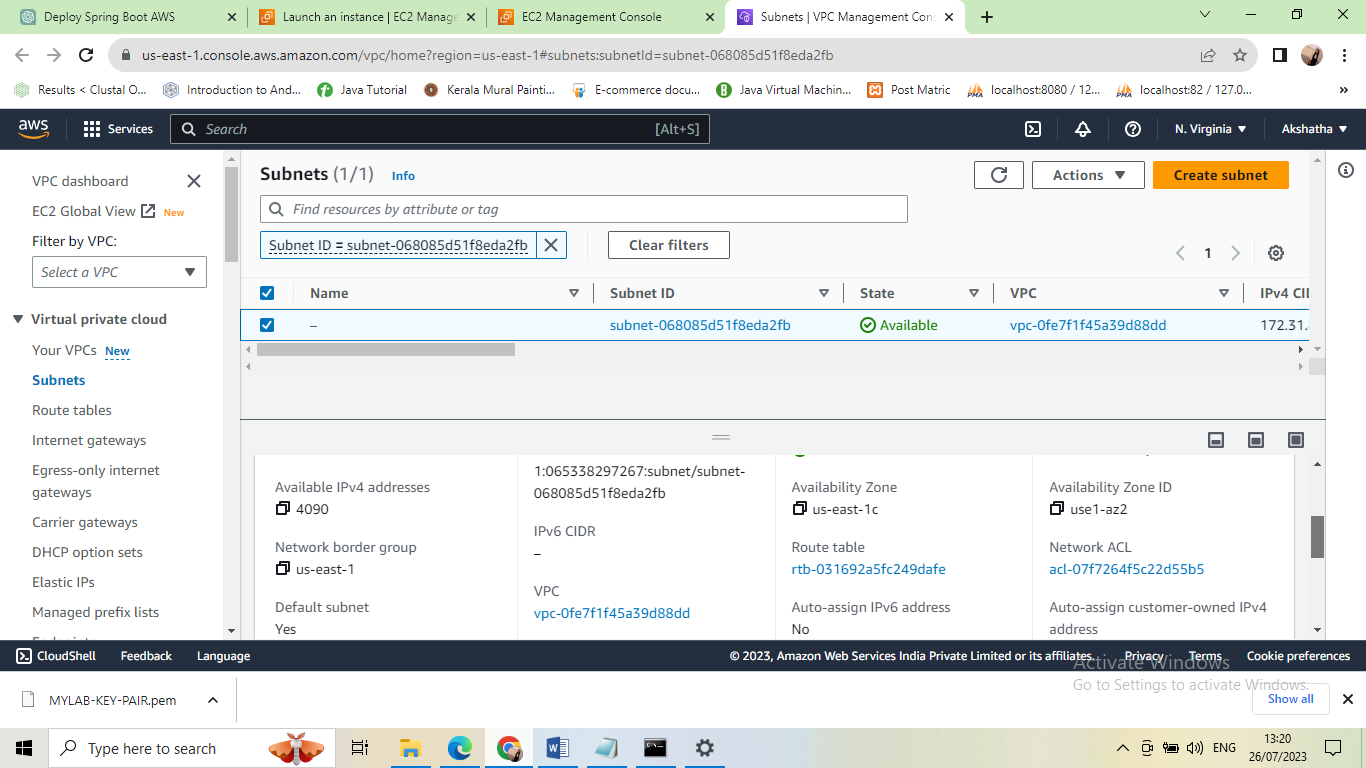 Deploy Spring Boot AWS
Launch an instance | EC2 Manage
EC2 Management Console
Subnets | VPC Management Con
us-east-1.console.aws.amazon.com/vpc/home?region=us-east-1#subnets:subnetId=subnet-068085d51f8eda2fb
Results < Clustal O...
Introduction to And...
Java Tutorial
Kerala Mural Painti...
E-commerce docu...
Java Virtual Machin...
Post Matric
localhost:8080 / 12...
localhost:82 / 127.0...
»
aws
Services
Search
[Alt+S]
N. Virginia
Akshatha
VPC dashboard
EC2 Global View New
Filter by VPC:
Select a VPC
Virtual private cloud
Your VPCs New
Subnets
Route tables
Internet gateways
Egress-only internet
gateways
Carrier gateways
DHCP option sets
Elastic IPs
Managed prefix lists
Subnets (1/1) Info
Actions
Create subnet
Find resources by attribute or tag
Subnet ID = subnet-068085d51f8eda2fb
Clear filters
1
Name
Subnet ID
State
VPC
IPv4 CI
–
subnet-068085d51f8eda2fb
Available
vpc-0fe7f1f45a39d88dd
172.31.
Available IPv4 addresses
4090
Network border group
us-east-1
Default subnet
Yes
1:065338297267:subnet/subnet-
068085d51f8eda2fb
IPv6 CIDR
–
VPC
vpc-0fe7f1f45a39d88dd
Availability Zone
us-east-1c
Route table
rtb-031692a5fc249dafe
Auto-assign IPv6 address
No
Availability Zone ID
use1-az2
Network ACL
acl-07f7264f5c22d55b5
Auto-assign customer-owned IPv4
address
CloudShell
Feedback
Language
© 2023, Amazon Web Services India Private Limited or its affiliates.
Privacy
Terms
Cookie preferences
Activate Windows
Go to Settings to activate Windows.
MYLAB-KEY-PAIR.pem
Show all
Type here to search
ENG
13:20
26/07/2023